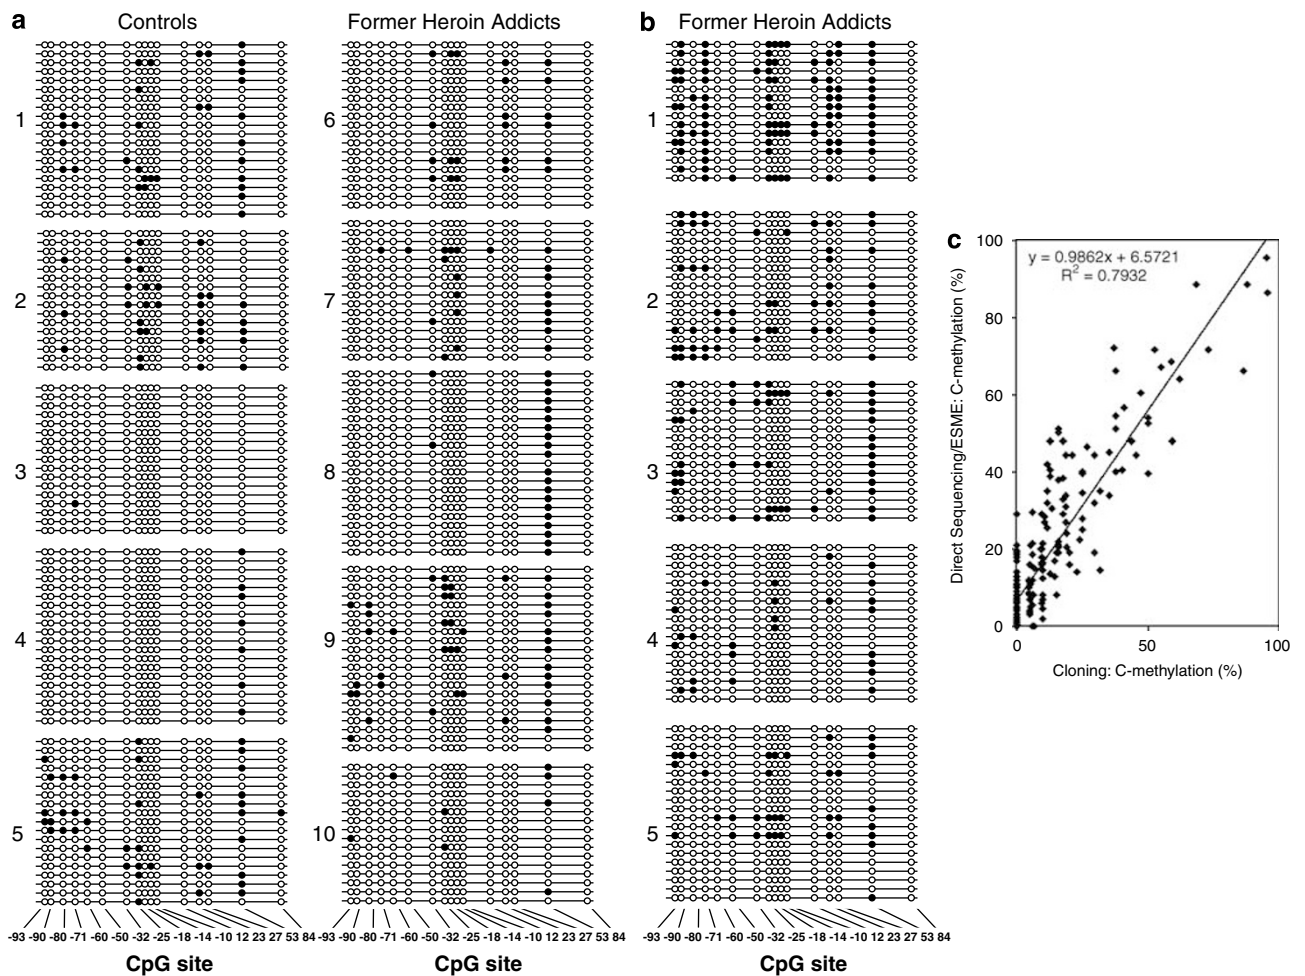 a
Controls
Former Heroin Addicts
b
Former Heroin Addicts
1
2
3
4
5
6
7
8
9
10
1
2
3
4
5
-93 -90 -80 -71 -60 -50 -32 -25 -18 -14 -10 12 23 27 53 84
-93 -90 -80 -71 -60 -50 -32 -25 -18 -14 -10 12 23 27 53 84
-93 -90 -80 -71 -60 -50 -32 -25 -18 -14 -10 12 23 27 53 84
CpG site
CpG site
CpG site
c
y = 0.9862x + 6.5721
R² = 0.7932
Direct Sequencing/ESME: C-methylation (%)
100
80
60
40
20
0
0 50 100
Cloning: C-methylation (%)